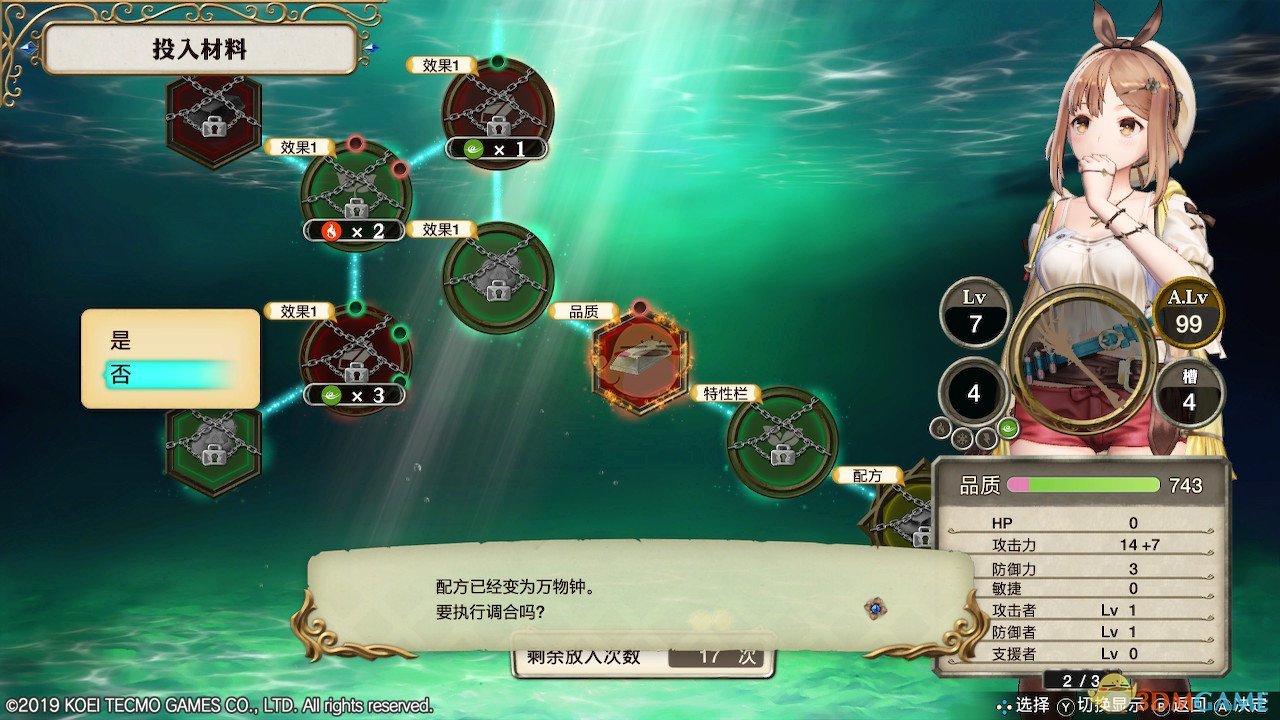 投入材料
效果1
× 1
效果1
× 2
效果1
效果1
× 3
品质
特性栏
配方
是
否
Lv
7
A.Lv
99
4
槽
4
品质 743
HP 0
攻击力 14 +7
防御力 3
敏捷 0
攻击者 Lv 1
防御者 Lv 1
支援者 Lv 0
2 / 3
配方已经变为万物钟。
要执行调合吗?
剩余放入次数 17 次
©2019 KOEI TECMO GAMES CO., LTD. All rights reserved.
选择 Y 切换显示 B 返回 A 决定
3DMGAME